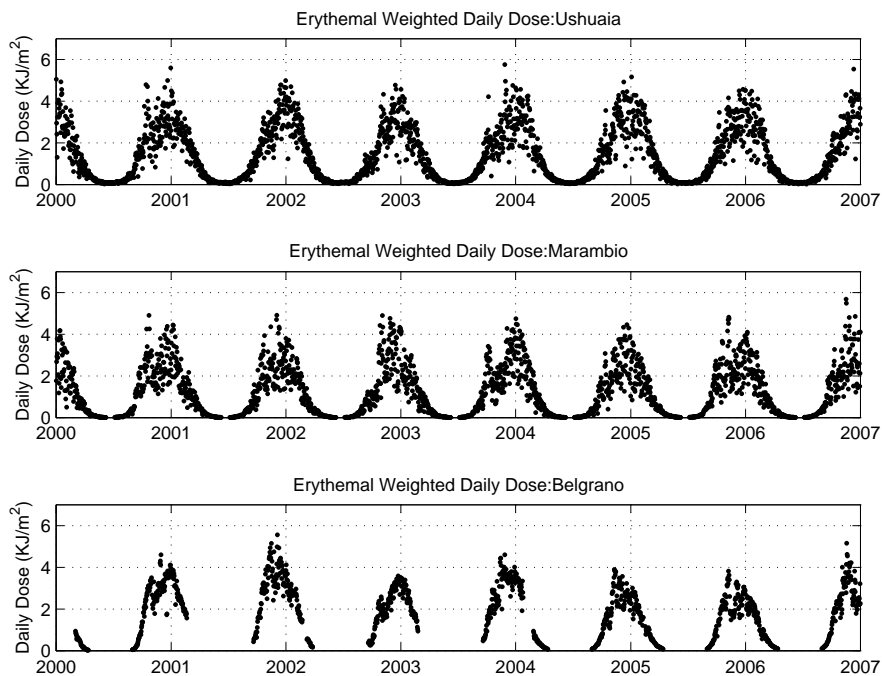 Erythemal Weighted Daily Dose:Ushuaia
Daily Dose (KJ/m²)
6
4
2
0
2000 2001 2002 2003 2004 2005 2006 2007
Erythemal Weighted Daily Dose:Marambio
Daily Dose (KJ/m²)
6
4
2
0
2000 2001 2002 2003 2004 2005 2006 2007
Erythemal Weighted Daily Dose:Belgrano
Daily Dose (KJ/m²)
6
4
2
0
2000 2001 2002 2003 2004 2005 2006 2007